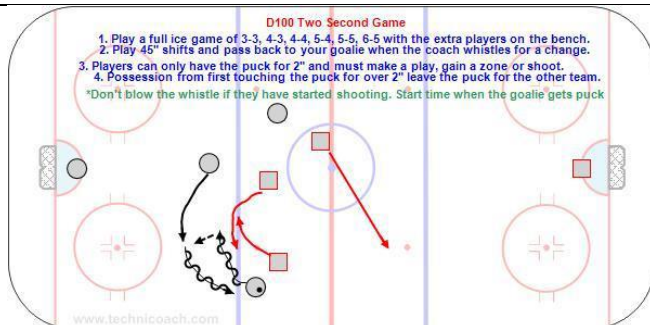 D100 Two Second Game
1. Play a full ice game of 3-3, 4-3, 4-4, 5-4, 5-5, 6-5 with the extra players on the bench.
2. Play 45" shifts and pass back to your goalie when the coach whistles for a change.
3. Players can only have the puck for 2" and must make a play, gain a zone or shoot.
4. Possession from first touching the puck for over 2" leave the puck for the other team.
*Don't blow the whistle if they have started shooting. Start time when the goalie gets puck
www.technicoach.com